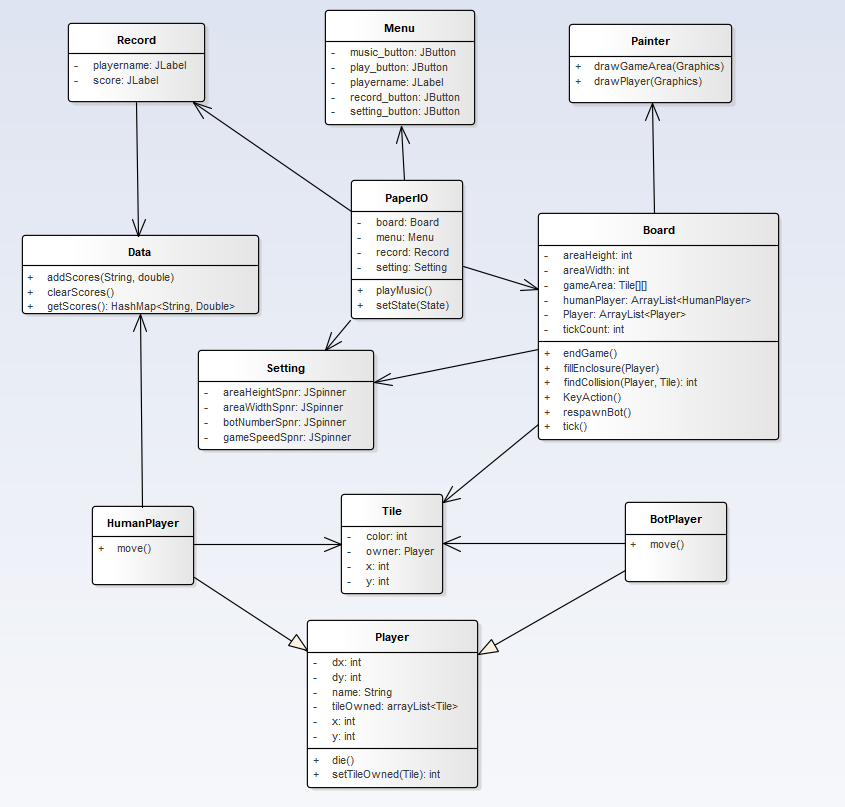 Record
- playername: JLabel
- score: JLabel
Menu
- music_button: JButton
- play_button: JButton
- playername: JLabel
- record_button: JButton
- setting_button: JButton
Painter
+ drawGameArea(Graphics)
+ drawPlayer(Graphics)
PaperIO
- board: Board
- menu: Menu
- record: Record
- setting: Setting
+ playMusic()
+ setState(State)
Data
+ addScores(String, double)
+ clearScores()
+ getScores(): HashMap<String, Double>
Board
- areaHeight: int
- areaWidth: int
- gameArea: Tile[][]
- humanPlayer: ArrayList<HumanPlayer>
- Player: ArrayList<Player>
- tickCount: int
+ endGame()
+ fillEnclosure(Player)
+ findCollision(Player, Tile): int
+ KeyAction()
+ respawnBot()
+ tick()
Setting
- areaHeightSpnr: JSpinner
- areaWidthSpnr: JSpinner
- botNumberSpnr: JSpinner
- gameSpeedSpnr: JSpinner
HumanPlayer
+ move()
Tile
- color: int
- owner: Player
- x: int
- y: int
BotPlayer
+ move()
Player
- dx: int
- dy: int
- name: String
- tileOwned: arrayList<Tile>
- x: int
- y: int
+ die()
+ setTileOwned(Tile): int